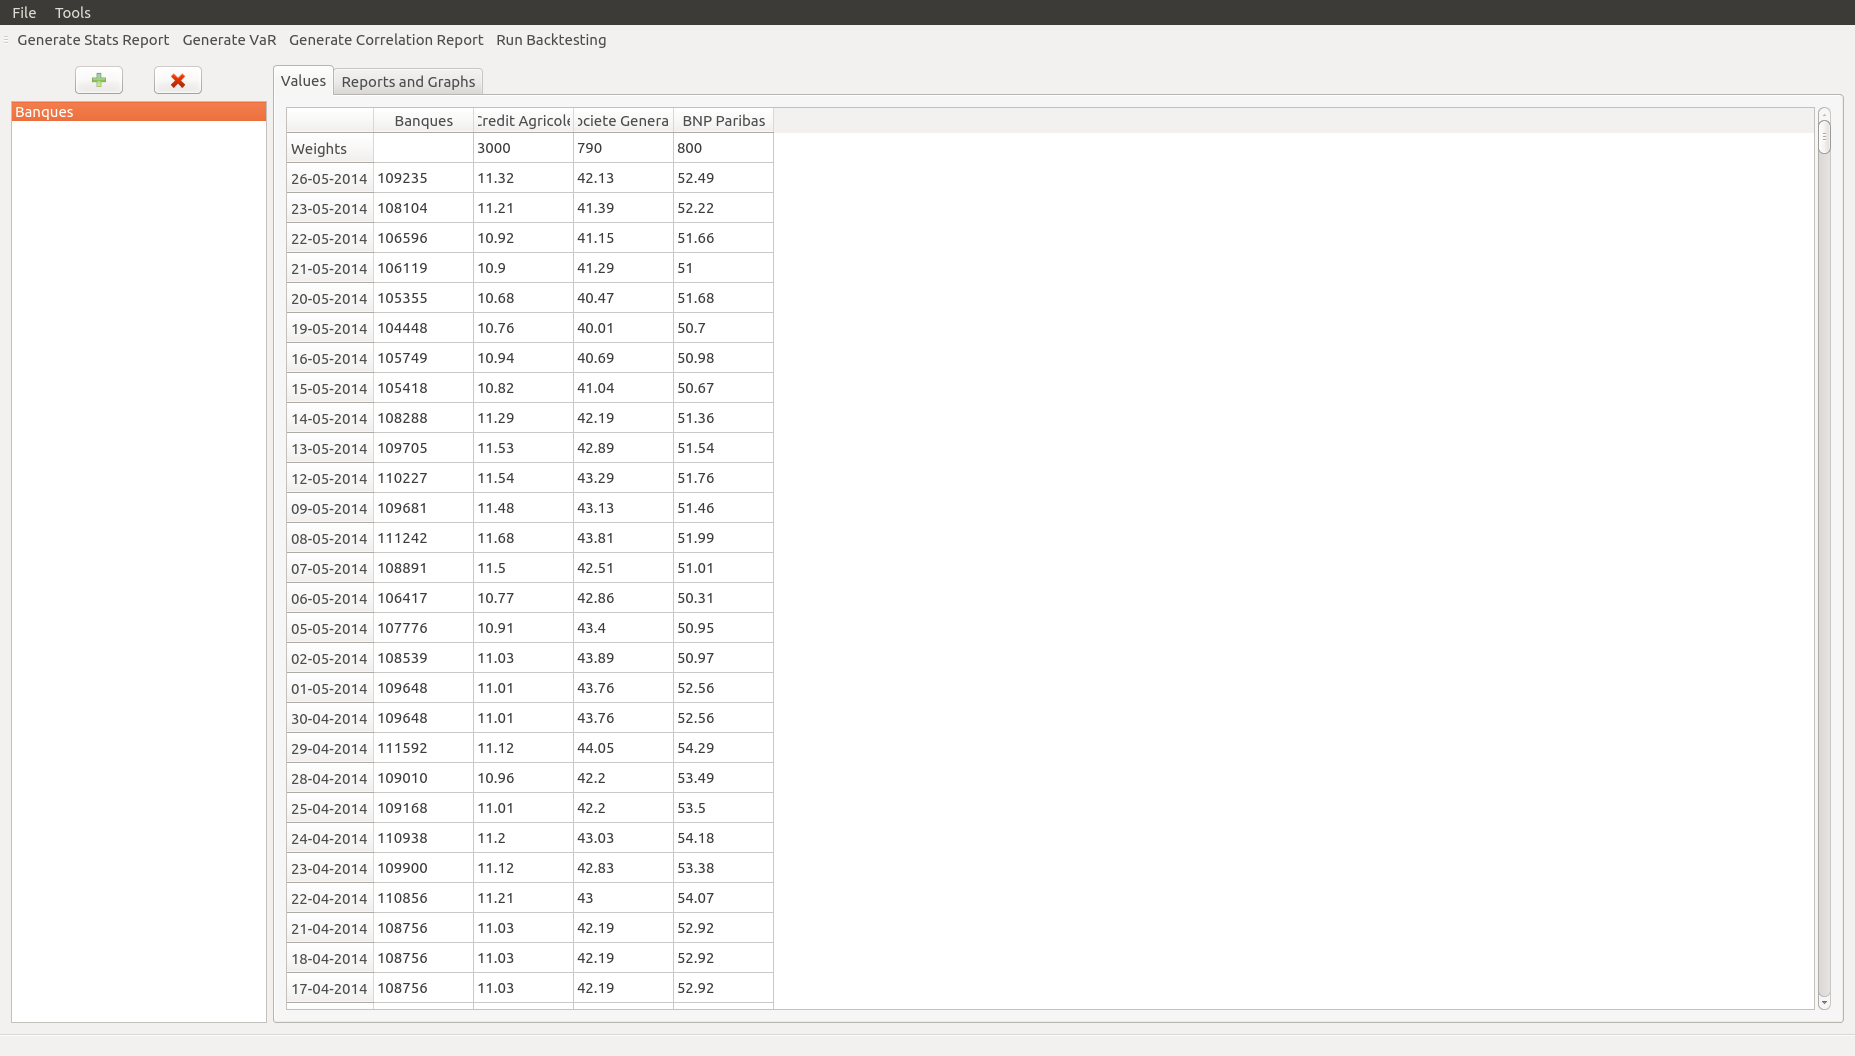 File Tools
Generate Stats Report Generate VaR Generate Correlation Report Run Backtesting
Values Reports and Graphs
Banques
Banques Credit Agricole ociete Genera BNP Paribas
Weights 3000 790 800
26-05-2014 109235 11.32 42.13 52.49
23-05-2014 108104 11.21 41.39 52.22
22-05-2014 106596 10.92 41.15 51.66
21-05-2014 106119 10.9 41.29 51
20-05-2014 105355 10.68 40.47 51.68
19-05-2014 104448 10.76 40.01 50.7
16-05-2014 105749 10.94 40.69 50.98
15-05-2014 105418 10.82 41.04 50.67
14-05-2014 108288 11.29 42.19 51.36
13-05-2014 109705 11.53 42.89 51.54
12-05-2014 110227 11.54 43.29 51.76
09-05-2014 109681 11.48 43.13 51.46
08-05-2014 111242 11.68 43.81 51.99
07-05-2014 108891 11.5 42.51 51.01
06-05-2014 106417 10.77 42.86 50.31
05-05-2014 107776 10.91 43.4 50.95
02-05-2014 108539 11.03 43.89 50.97
01-05-2014 109648 11.01 43.76 52.56
30-04-2014 109648 11.01 43.76 52.56
29-04-2014 111592 11.12 44.05 54.29
28-04-2014 109010 10.96 42.2 53.49
25-04-2014 109168 11.01 42.2 53.5
24-04-2014 110938 11.2 43.03 54.18
23-04-2014 109900 11.12 42.83 53.38
22-04-2014 110856 11.21 43 54.07
21-04-2014 108756 11.03 42.19 52.92
18-04-2014 108756 11.03 42.19 52.92
17-04-2014 108756 11.03 42.19 52.92